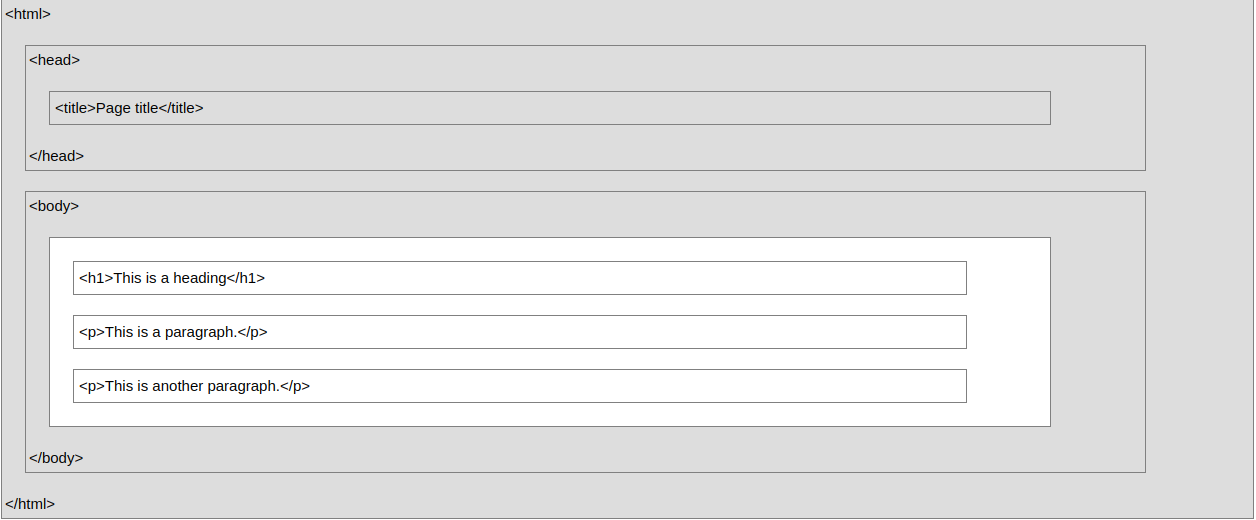 <html>
<head>
<title>Page title</title>
</head>
<body>
<h1>This is a heading</h1>
<p>This is a paragraph.</p>
<p>This is another paragraph.</p>
</body>
</html>